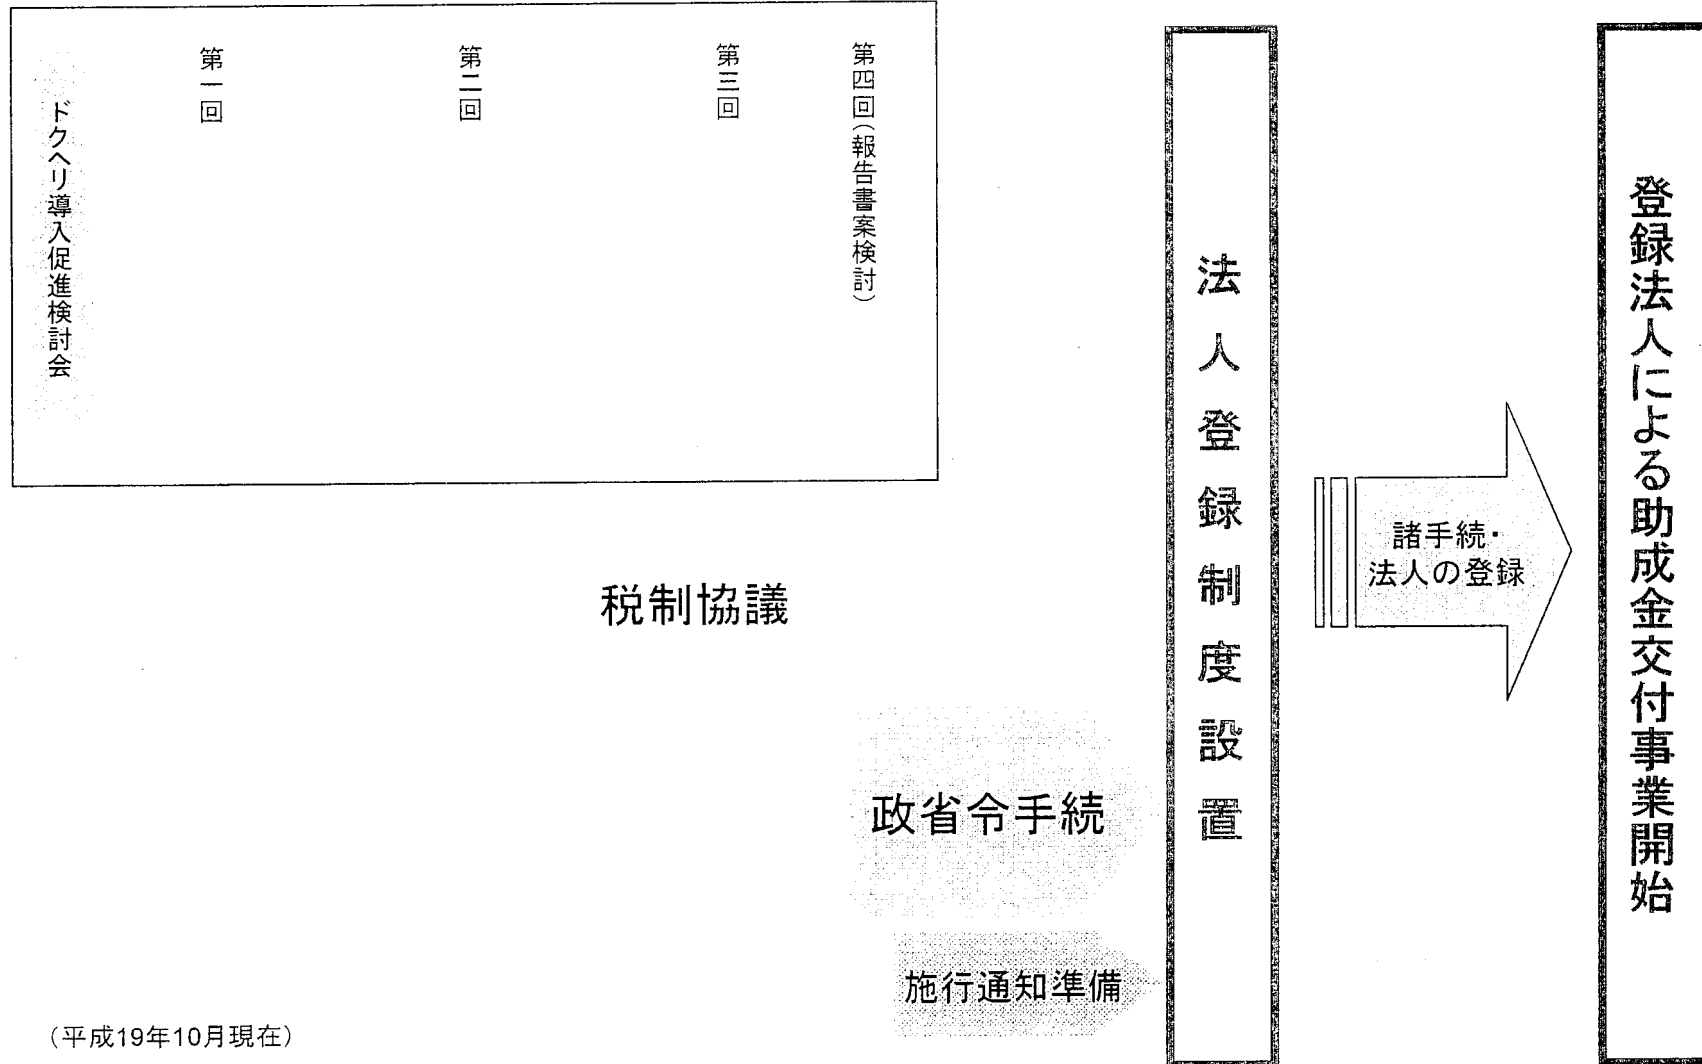 ドクヘリ導入促進検討会
第一回
第二回
第三回
第四回(報告書案検討)
税制協議
政省令手続
施行通知準備
法人登録制度設置
諸手続・
法人の登録
登録法人による助成金交付事業開始
(平成19年10月現在)